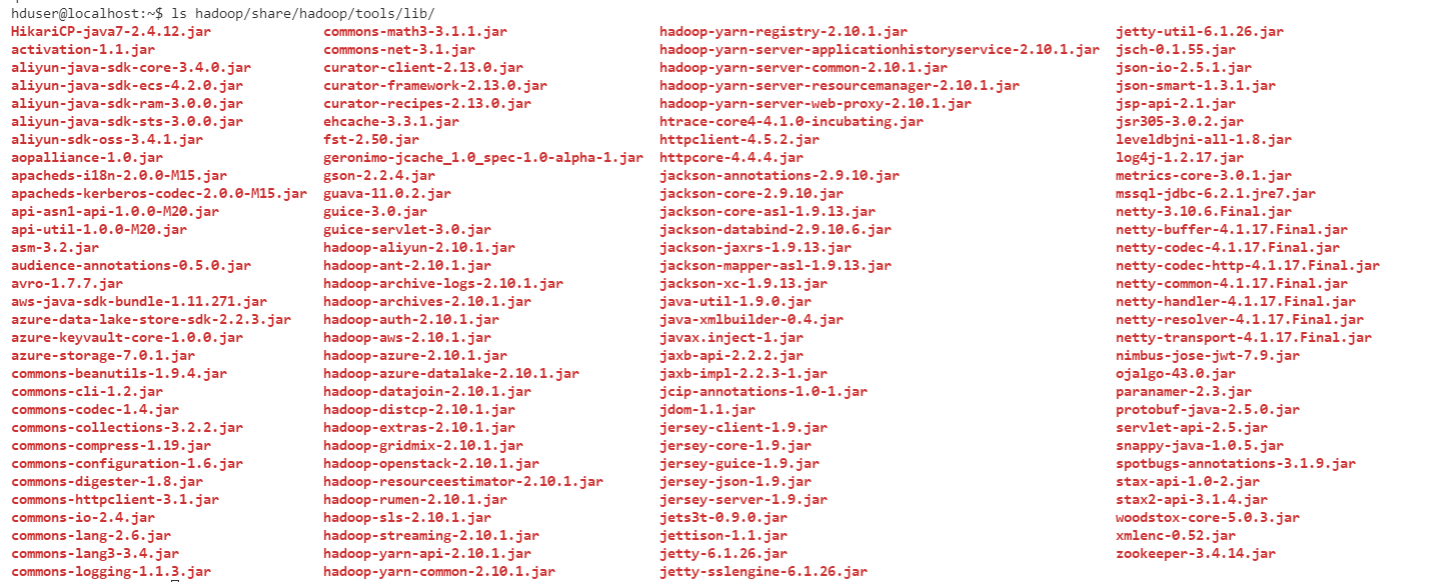 hduser@localhost:~$ ls hadoop/share/hadoop/tools/lib/
HikariCP-java7-2.4.12.jar commons-math3-3.1.1.jar hadoop-yarn-registry-2.10.1.jar jetty-util-6.1.26.jar
activation-1.1.jar commons-net-3.1.jar hadoop-yarn-server-applicationhistoryservice-2.10.1.jar jsch-0.1.55.jar
aliyun-java-sdk-core-3.4.0.jar curator-client-2.13.0.jar hadoop-yarn-server-common-2.10.1.jar json-io-2.5.1.jar
aliyun-java-sdk-ecs-4.2.0.jar curator-framework-2.13.0.jar hadoop-yarn-server-resourcemanager-2.10.1.jar json-smart-1.3.1.jar
aliyun-java-sdk-ram-3.0.0.jar curator-recipes-2.13.0.jar hadoop-yarn-server-web-proxy-2.10.1.jar jsp-api-2.1.jar
aliyun-java-sdk-sts-3.0.0.jar ehcache-3.3.1.jar htrace-core4-4.1.0-incubating.jar jsr305-3.0.2.jar
aliyun-sdk-oss-3.4.1.jar fst-2.50.jar httpclient-4.5.2.jar leveldbjni-all-1.8.jar
aopalliance-1.0.jar geronimo-jcache_1.0_spec-1.0-alpha-1.jar httpcore-4.4.4.jar log4j-1.2.17.jar
apacheds-i18n-2.0.0-M15.jar gson-2.2.4.jar jackson-annotations-2.9.10.jar metrics-core-3.0.1.jar
apacheds-kerberos-codec-2.0.0-M15.jar guava-11.0.2.jar jackson-core-2.9.10.jar mssql-jdbc-6.2.1.jre7.jar
api-asn1-api-1.0.0-M20.jar guice-3.0.jar jackson-core-asl-1.9.13.jar netty-3.10.6.Final.jar
api-util-1.0.0-M20.jar guice-servlet-3.0.jar jackson-databind-2.9.10.6.jar netty-buffer-4.1.17.Final.jar
asm-3.2.jar hadoop-aliyun-2.10.1.jar jackson-jaxrs-1.9.13.jar netty-codec-4.1.17.Final.jar
audience-annotations-0.5.0.jar hadoop-ant-2.10.1.jar jackson-mapper-asl-1.9.13.jar netty-codec-http-4.1.17.Final.jar
avro-1.7.7.jar hadoop-archive-logs-2.10.1.jar jackson-xc-1.9.13.jar netty-common-4.1.17.Final.jar
aws-java-sdk-bundle-1.11.271.jar hadoop-archives-2.10.1.jar java-util-1.9.0.jar netty-handler-4.1.17.Final.jar
azure-data-lake-store-sdk-2.2.3.jar hadoop-auth-2.10.1.jar java-xmlbuilder-0.4.jar netty-resolver-4.1.17.Final.jar
azure-keyvault-core-1.0.0.jar hadoop-aws-2.10.1.jar javax.inject-1.jar netty-transport-4.1.17.Final.jar
azure-storage-7.0.1.jar hadoop-azure-2.10.1.jar jaxb-api-2.2.2.jar nimbus-jose-jwt-7.9.jar
commons-beanutils-1.9.4.jar hadoop-azure-datalake-2.10.1.jar jaxb-impl-2.2.3-1.jar ojalgo-43.0.jar
commons-cli-1.2.jar hadoop-datajoin-2.10.1.jar jcip-annotations-1.0-1.jar paranamer-2.3.jar
commons-codec-1.4.jar hadoop-distcp-2.10.1.jar jdom-1.1.jar protobuf-java-2.5.0.jar
commons-collections-3.2.2.jar hadoop-extras-2.10.1.jar jersey-client-1.9.jar servlet-api-2.5.jar
commons-compress-1.19.jar hadoop-gridmix-2.10.1.jar jersey-core-1.9.jar snappy-java-1.0.5.jar
commons-configuration-1.6.jar hadoop-openstack-2.10.1.jar jersey-guice-1.9.jar spotbugs-annotations-3.1.9.jar
commons-digester-1.8.jar hadoop-resourceestimator-2.10.1.jar jersey-json-1.9.jar stax-api-1.0-2.jar
commons-httpclient-3.1.jar hadoop-rumen-2.10.1.jar jersey-server-1.9.jar stax2-api-3.1.4.jar
commons-io-2.4.jar hadoop-sls-2.10.1.jar jets3t-0.9.0.jar woodstox-core-5.0.3.jar
commons-lang-2.6.jar hadoop-streaming-2.10.1.jar jettison-1.1.jar xmlenc-0.52.jar
commons-lang3-3.4.jar hadoop-yarn-api-2.10.1.jar jetty-6.1.26.jar zookeeper-3.4.14.jar
commons-logging-1.1.3.jar hadoop-yarn-common-2.10.1.jar jetty-sslengine-6.1.26.jar